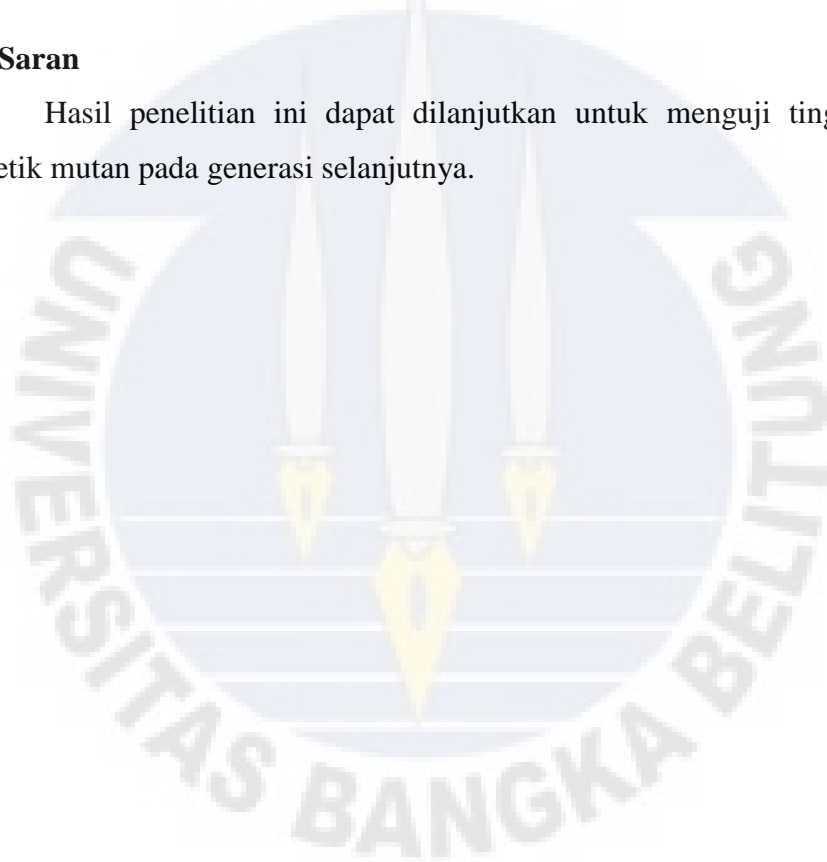 Saran
Hasil penelitian ini dapat dilanjutkan untuk menguji ting
etik mutan pada generasi selanjutnya.
UNIVERSITAS BANGKA BELITUNG